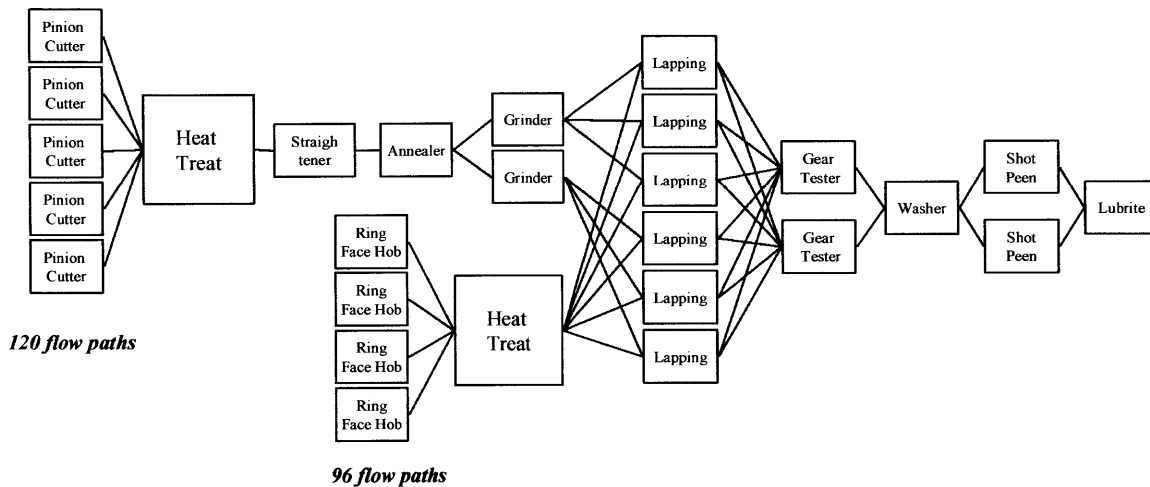 Pinion
Cutter
Pinion
Cutter
Pinion
Cutter
Pinion
Cutter
Pinion
Cutter
120 flow paths
Heat
Treat
Straigh
tener
Annealer
Grinder
Grinder
Ring
Face Hob
Ring
Face Hob
Ring
Face Hob
Ring
Face Hob
96 flow paths
Heat
Treat
Lapping
Lapping
Lapping
Lapping
Lapping
Lapping
Gear
Tester
Gear
Tester
Washer
Shot
Peen
Shot
Peen
Lubrite